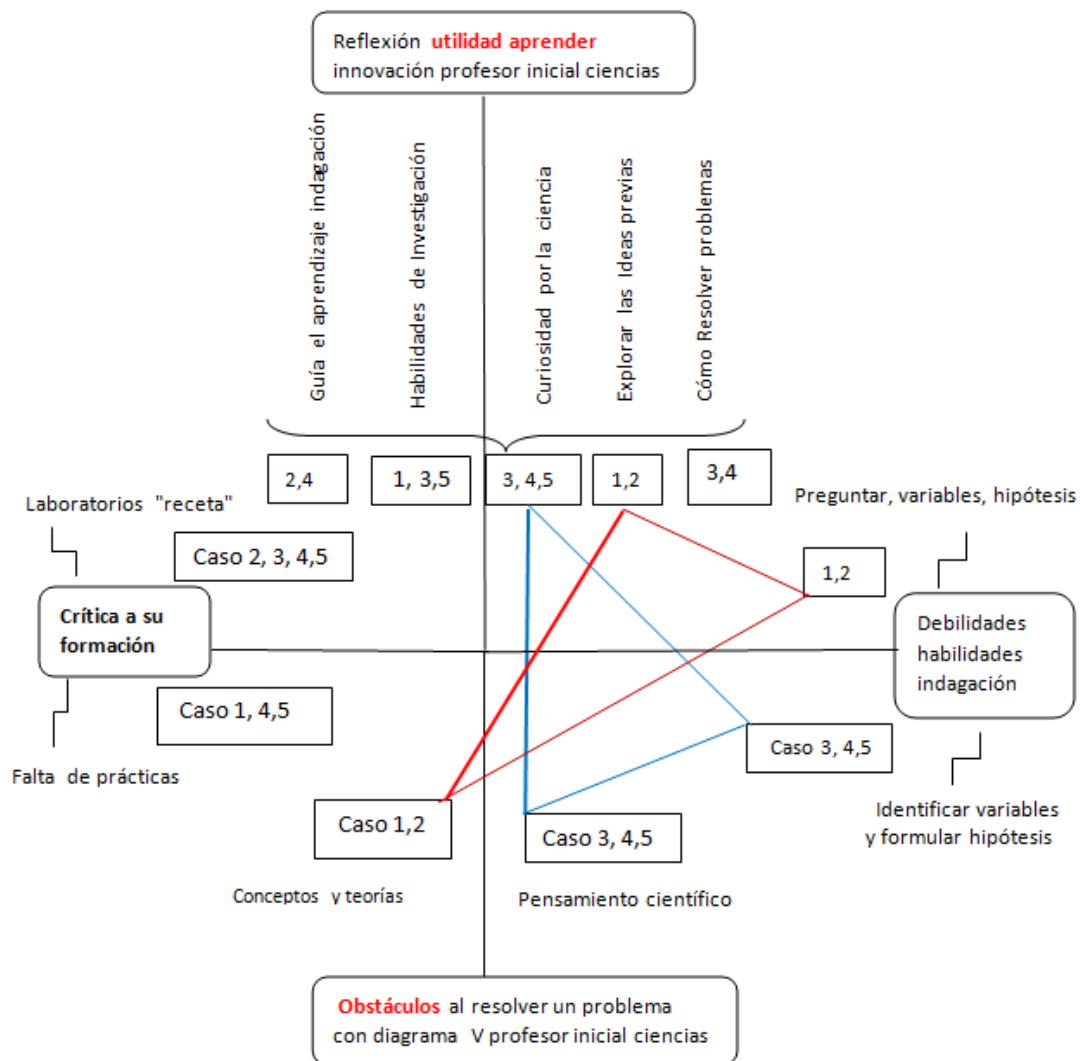 Reflexión utilidad aprender
innovación profesor inicial ciencias
Guía el aprendizaje indagación
Habilidades de Investigación
Curiosidad por la ciencia
Explorar las Ideas previas
Cómo Resolver problemas
2,4
1, 3,5
3, 4,5
1,2
3,4
Laboratorios "receta"
Preguntar, variables, hipótesis
Caso 2, 3, 4,5
1,2
Crítica a su
formación
Debilidades
habilidades
indagación
Caso 1, 4,5
Caso 3, 4,5
Falta de prácticas
Caso 1,2
Caso 3, 4,5
Identificar variables
y formular hipótesis
Conceptos y teorías
Pensamiento científico
Obstáculos al resolver un problema
con diagrama V profesor inicial ciencias